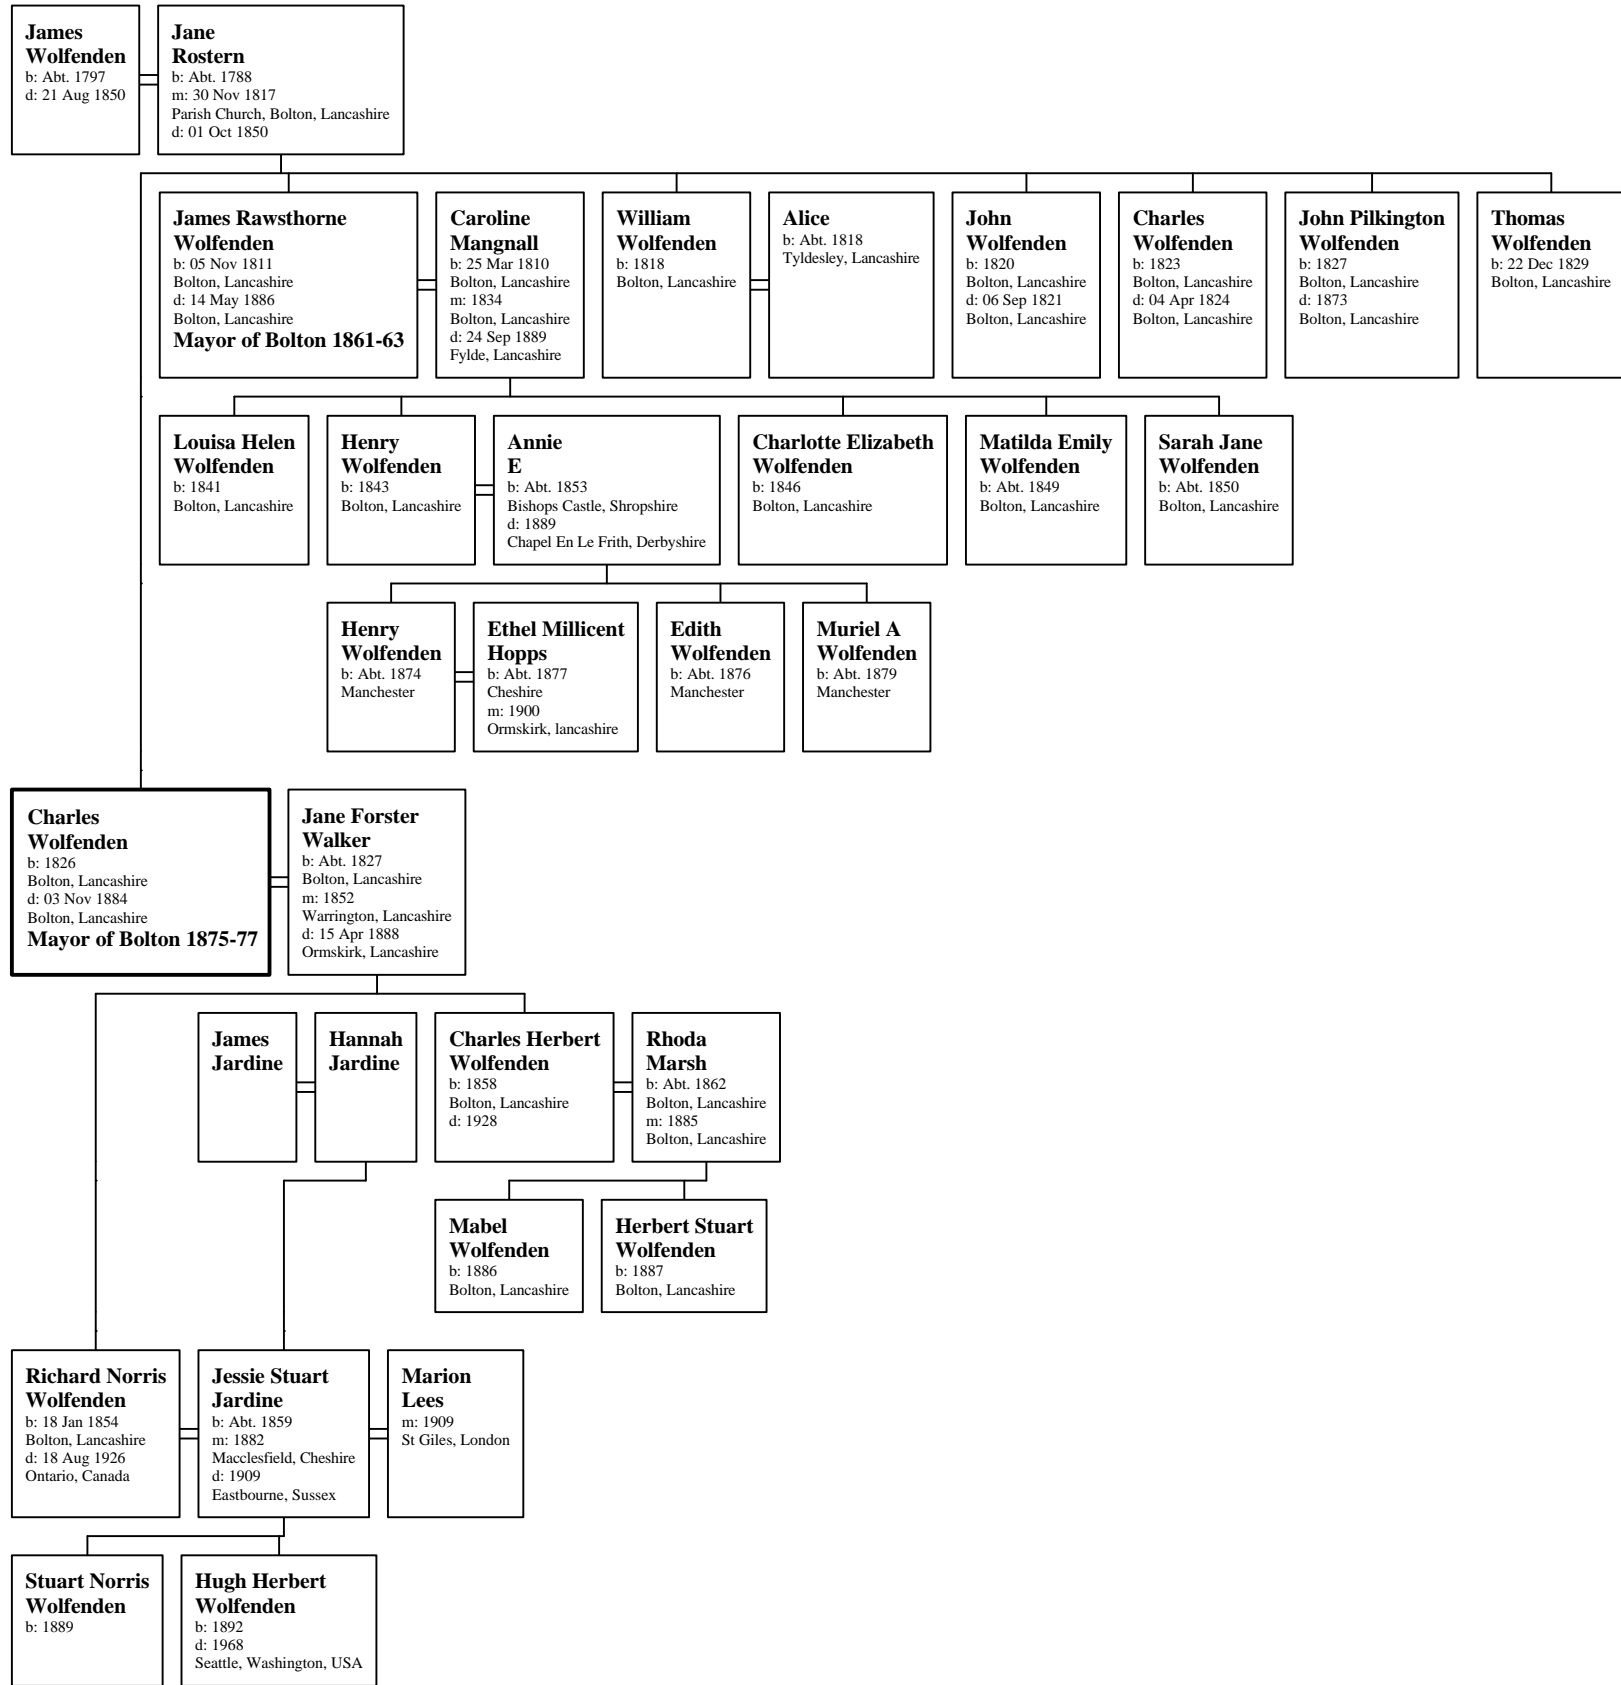 James
Wolfenden
b: Abt. 1797
d: 21 Aug 1850
Jane
Rostern
b: Abt. 1788
m: 30 Nov 1817
Parish Church, Bolton, Lancashire
d: 01 Oct 1850
James Rawsthorne
Wolfenden
b: 05 Nov 1811
Bolton, Lancashire
d: 14 May 1886
Bolton, Lancashire
Mayor of Bolton 1861-63
Caroline
Mangnall
b: 25 Mar 1810
Bolton, Lancashire
m: 1834
Bolton, Lancashire
d: 24 Sep 1889
Fylde, Lancashire
William
Wolfenden
b: 1818
Bolton, Lancashire
Alice
b: Abt. 1818
Tyldesley, Lancashire
John
Wolfenden
b: 1820
Bolton, Lancashire
d: 06 Sep 1821
Bolton, Lancashire
Charles
Wolfenden
b: 1823
Bolton, Lancashire
d: 04 Apr 1824
Bolton, Lancashire
John Pilkington
Wolfenden
b: 1827
Bolton, Lancashire
d: 1873
Bolton, Lancashire
Thomas
Wolfenden
b: 22 Dec 1829
Bolton, Lancashire
Louisa Helen
Wolfenden
b: 1841
Bolton, Lancashire
Henry
Wolfenden
b: 1843
Bolton, Lancashire
Annie
E
b: Abt. 1853
Bishops Castle, Shropshire
d: 1889
Chapel En Le Frith, Derbyshire
Charlotte Elizabeth
Wolfenden
b: 1846
Bolton, Lancashire
Matilda Emily
Wolfenden
b: Abt. 1849
Bolton, Lancashire
Sarah Jane
Wolfenden
b: Abt. 1850
Bolton, Lancashire
Henry
Wolfenden
b: Abt. 1874
Manchester
Ethel Millicent
Hopps
b: Abt. 1877
Cheshire
m: 1900
Ormskirk, lancashire
Edith
Wolfenden
b: Abt. 1876
Manchester
Muriel A
Wolfenden
b: Abt. 1879
Manchester
Charles
Wolfenden
b: 1826
Bolton, Lancashire
d: 03 Nov 1884
Bolton, Lancashire
Mayor of Bolton 1875-77
Jane Forster
Walker
b: Abt. 1827
Bolton, Lancashire
m: 1852
Warrington, Lancashire
d: 15 Apr 1888
Ormskirk, Lancashire
James
Jardine
Hannah
Jardine
Charles Herbert
Wolfenden
b: 1858
Bolton, Lancashire
d: 1928
Rhoda
Marsh
b: Abt. 1862
Bolton, Lancashire
m: 1885
Bolton, Lancashire
Mabel
Wolfenden
b: 1886
Bolton, Lancashire
Herbert Stuart
Wolfenden
b: 1887
Bolton, Lancashire
Richard Norris
Wolfenden
b: 18 Jan 1854
Bolton, Lancashire
d: 18 Aug 1926
Ontario, Canada
Jessie Stuart
Jardine
b: Abt. 1859
m: 1882
Macclesfield, Cheshire
d: 1909
Eastbourne, Sussex
Marion
Lees
m: 1909
St Giles, London
Stuart Norris
Wolfenden
b: 1889
Hugh Herbert
Wolfenden
b: 1892
d: 1968
Seattle, Washington, USA